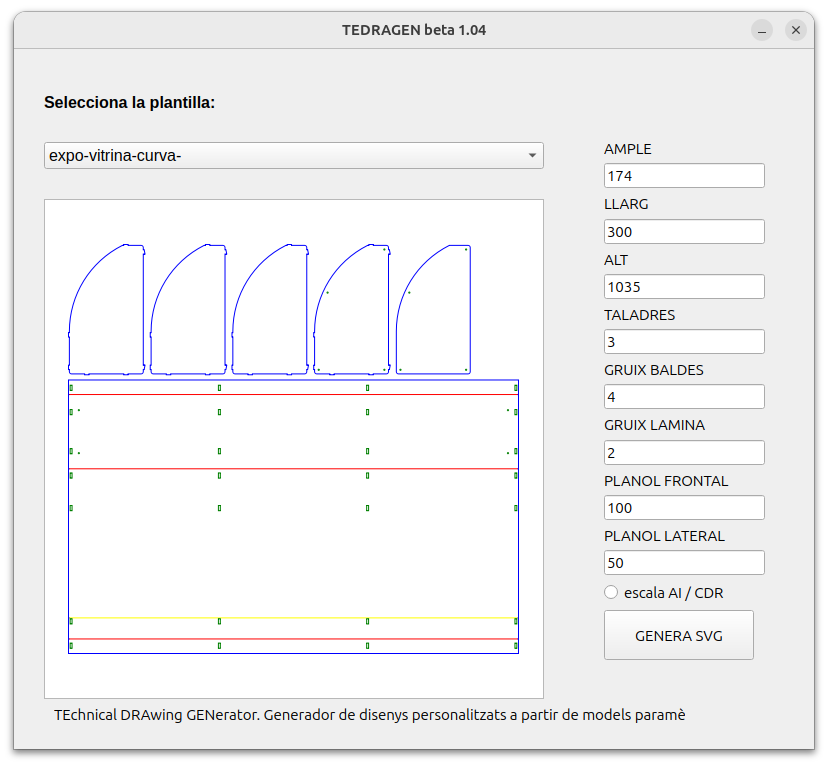 TEDRAGEN beta 1.04
Selecciona la plantilla:
expo-vitrina-curva-
AMPLE
174
LLARG
300
ALT
1035
TALADRES
3
GRUIX BALDES
4
GRUIX LAMINA
2
PLANOL FRONTAL
100
PLANOL LATERAL
50
escala AI / CDR
GENERA SVG
TEchnical DRAwing GENerator. Generador de disenys personalitzats a partir de models paramè